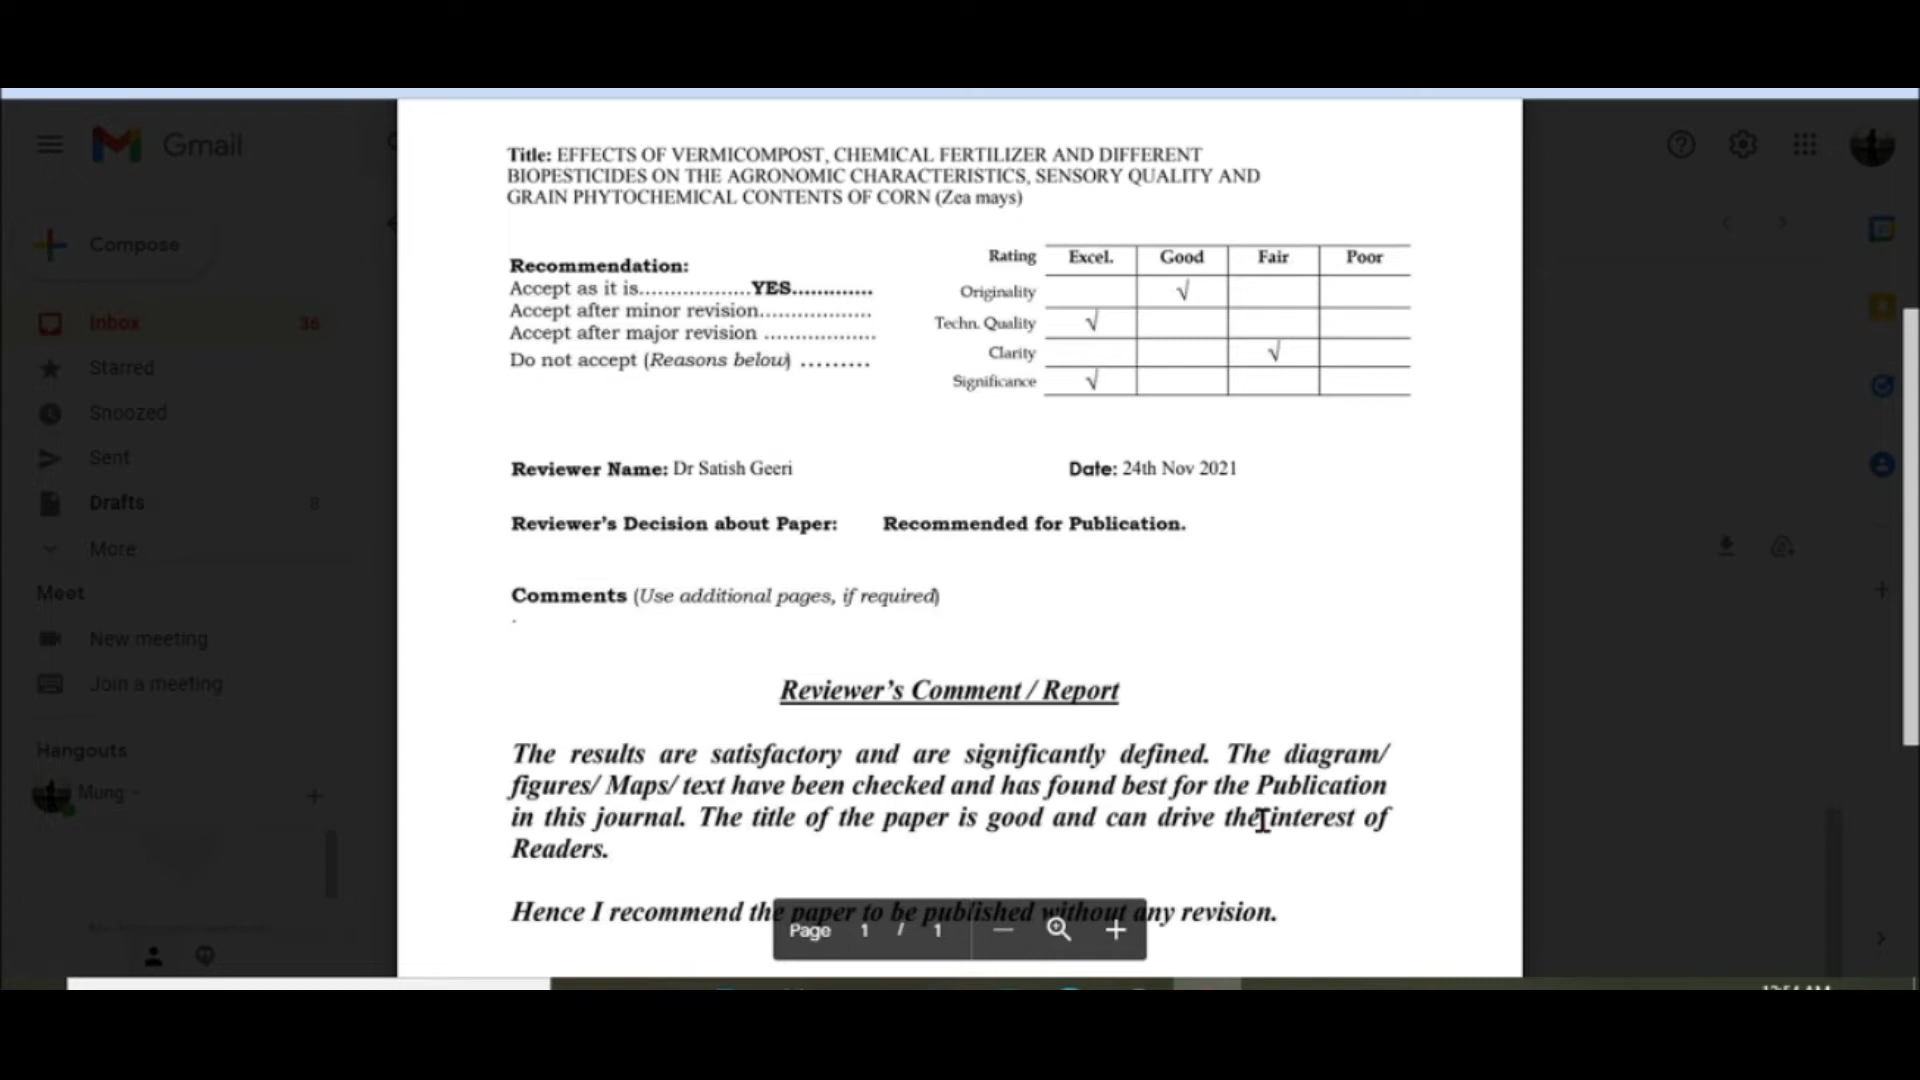 Gmail
Compose
Inbox 36
Starred
Snoozed
Sent
Drafts 8
More
Meet
New meeting
Join a meeting
Hangouts
Mung
Title: EFFECTS OF VERMICOMPOST, CHEMICAL FERTILIZER AND DIFFERENT
BIOPESTICIDES ON THE AGRONOMIC CHARACTERISTICS, SENSORY QUALITY AND
GRAIN PHYTOCHEMICAL CONTENTS OF CORN (Zea mays)
Recommendation:
Accept as it is..................YES.............
Accept after minor revision..................
Accept after major revision ..................
Do not accept (Reasons below) .........
Rating Excel. Good Fair Poor
Originality √
Techn. Quality √
Clarity √
Significance √
Reviewer Name: Dr Satish Geeri Date: 24th Nov 2021
Reviewer's Decision about Paper: Recommended for Publication.
Comments (Use additional pages, if required)
Reviewer's Comment / Report
The results are satisfactory and are significantly defined. The diagram/
figures/ Maps/ text have been checked and has found best for the Publication
in this journal. The title of the paper is good and can drive the interest of
Readers.
Hence I recommend the paper to be published without any revision.
Page 1 / 1